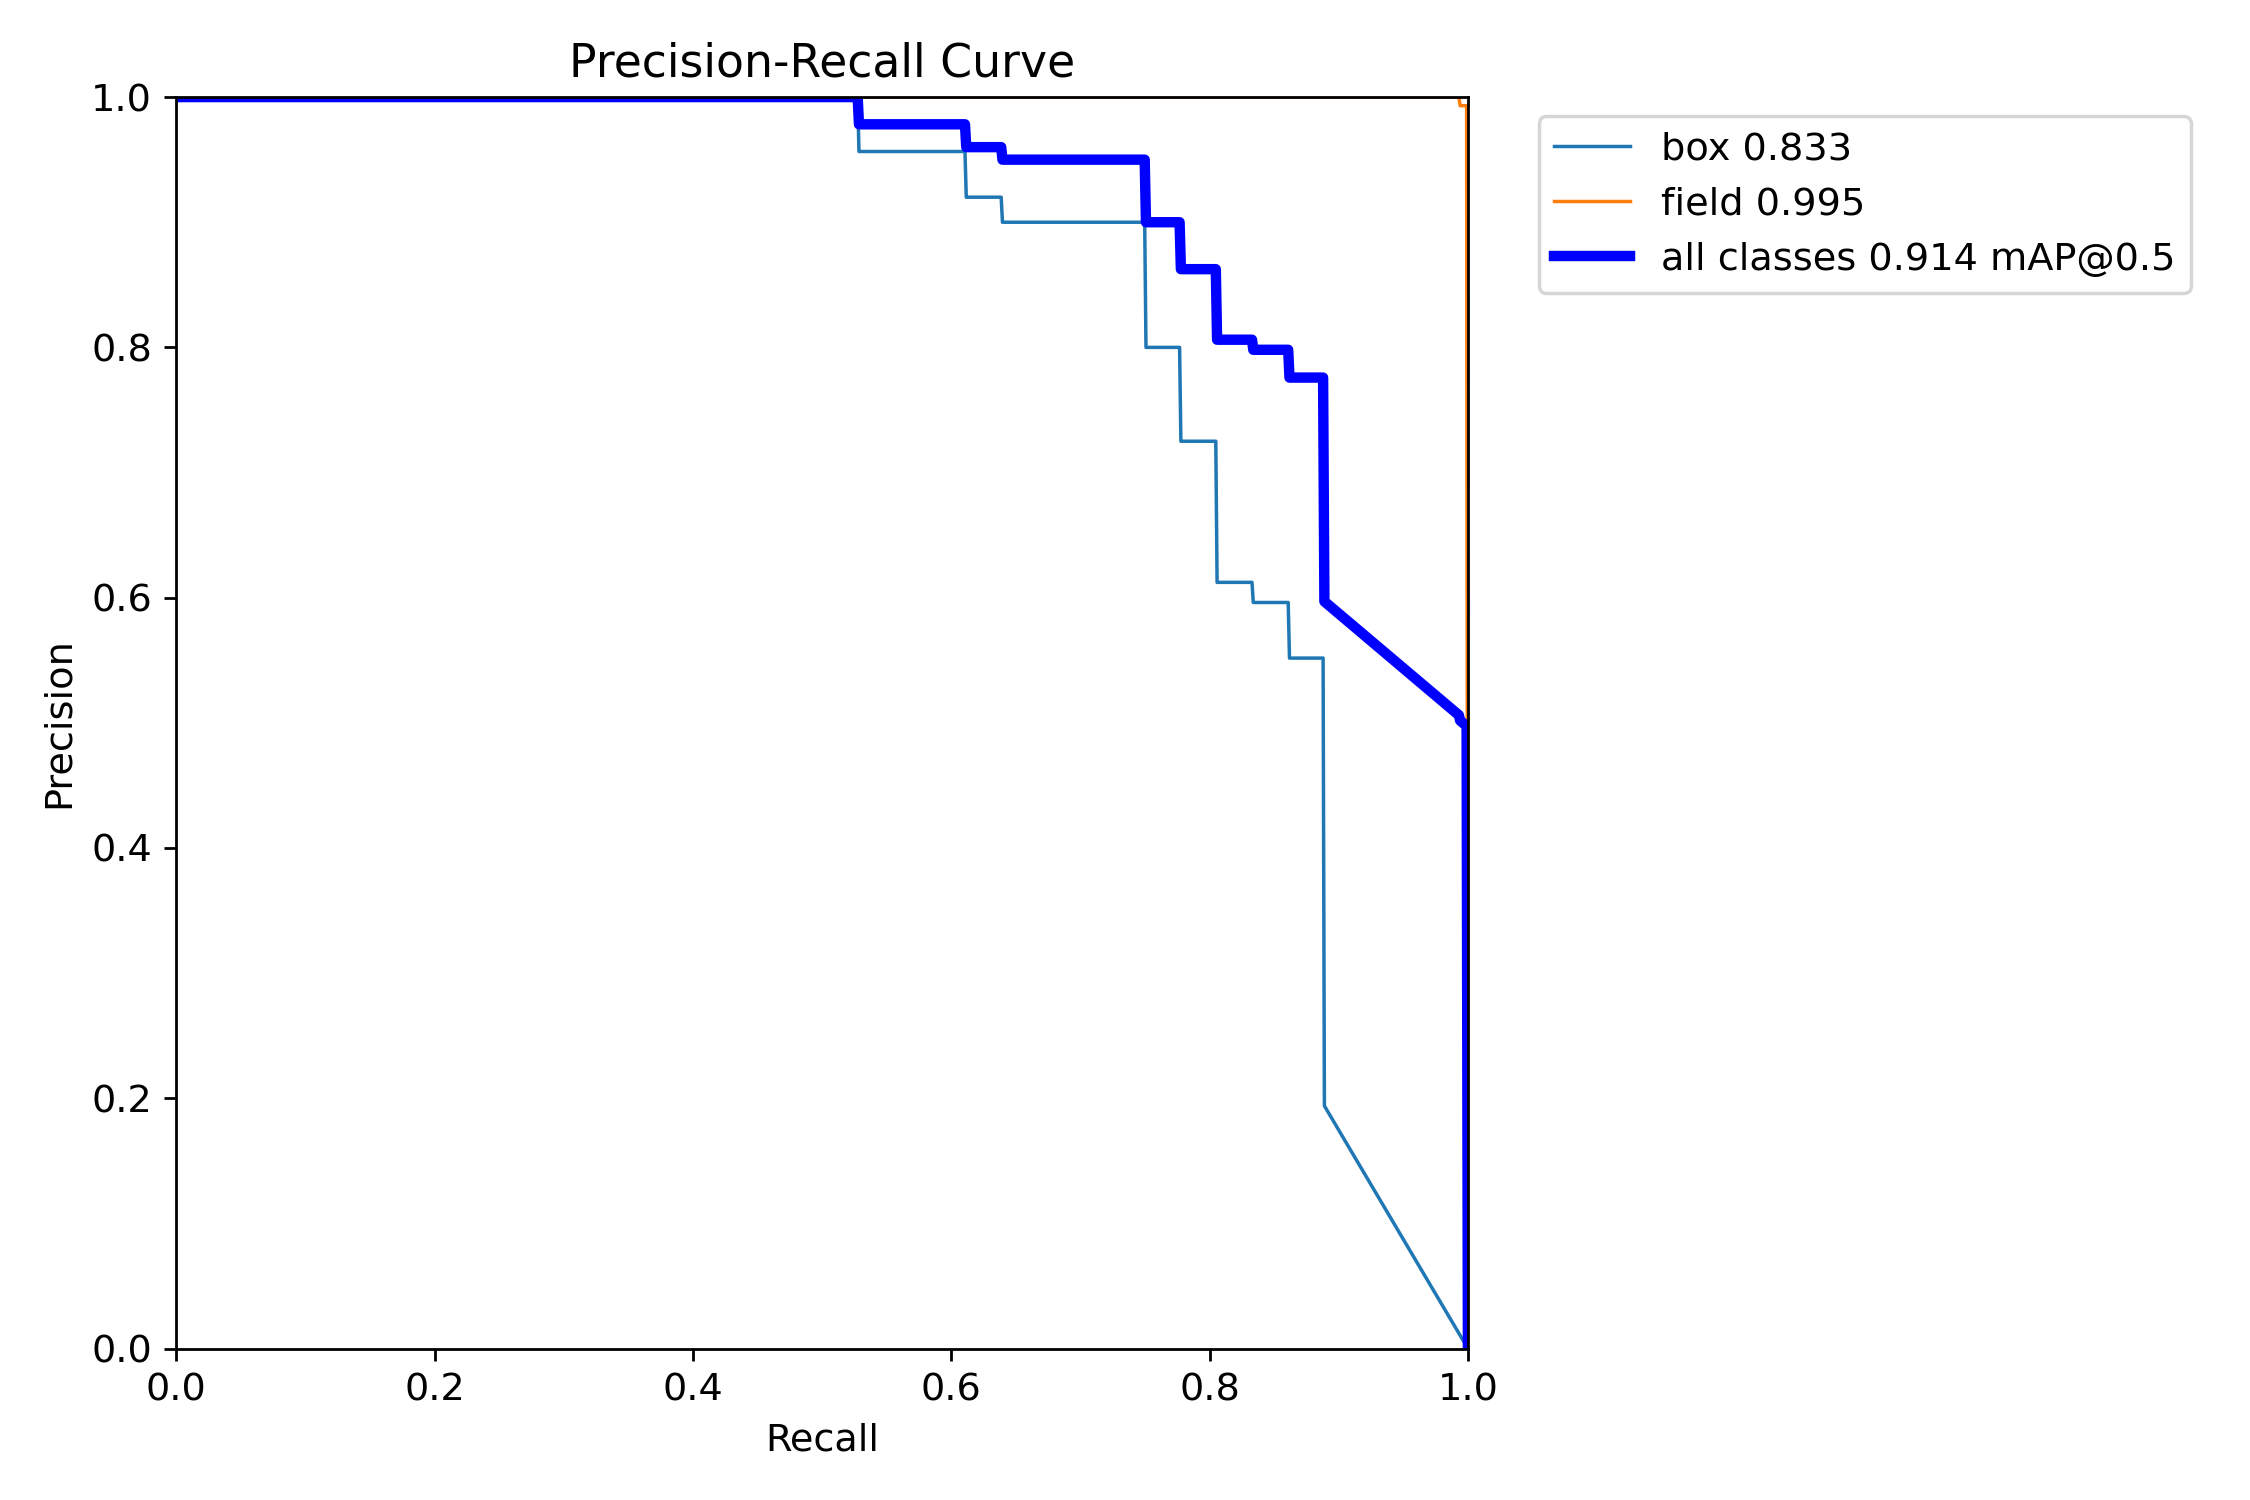 Precision-Recall Curve
1.0
0.8
0.6
0.4
0.2
0.0
Precision
0.0 0.2 0.4 0.6 0.8 1.0
Recall
box 0.833
field 0.995
all classes 0.914 mAP@0.5